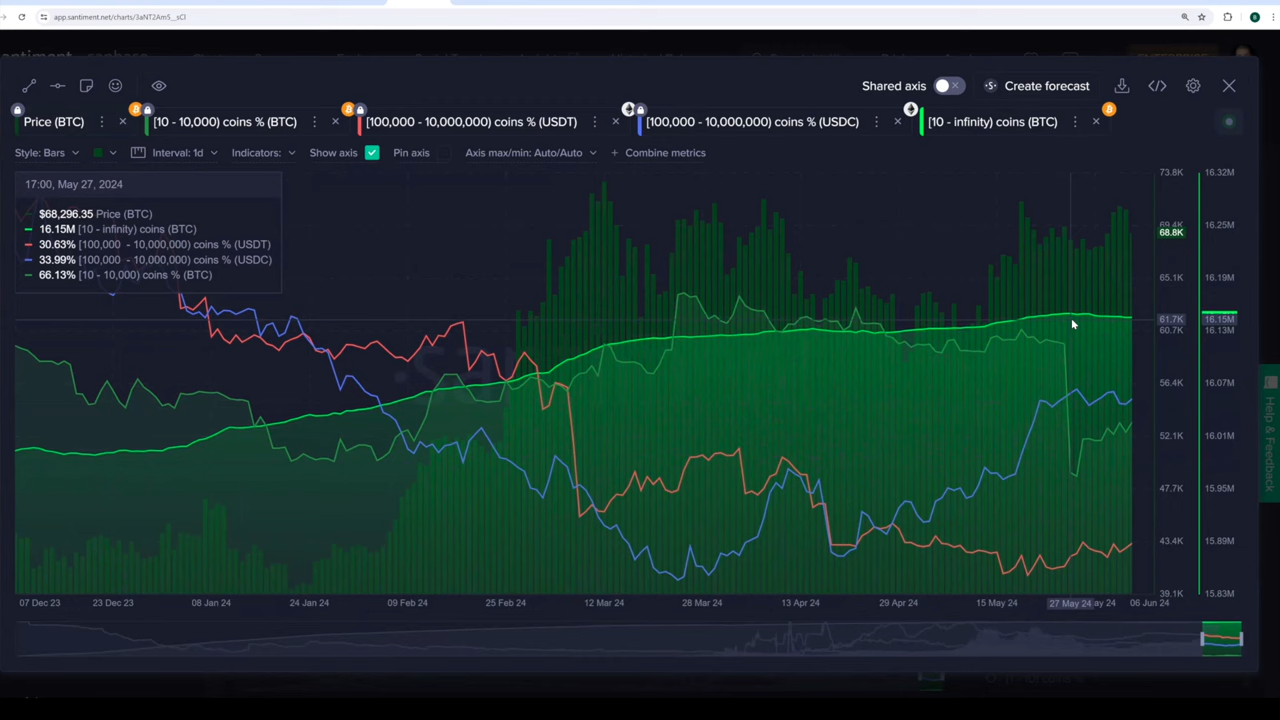 app.santiment.net/charts/3aNT2Am5__sCl
Shared axis
Create forecast
Price (BTC)
[10 - 10,000) coins % (BTC)
[100,000 - 10,000,000) coins % (USDT)
[100,000 - 10,000,000) coins % (USDC)
[10 - infinity) coins (BTC)
Style: Bars
Interval: 1d
Indicators:
Show axis
Pin axis
Axis max/min: Auto/Auto
+ Combine metrics
17:00, May 27, 2024
$68,296.35 Price (BTC)
16.15M [10 - infinity) coins (BTC)
30.63% [100,000 - 10,000,000) coins % (USDT)
33.99% [100,000 - 10,000,000) coins % (USDC)
66.13% [10 - 10,000) coins % (BTC)
73.8K
69.4K
68.8K
65.1K
61.7K
60.7K
56.4K
52.1K
47.7K
43.4K
39.1K
16.32M
16.25M
16.19M
16.15M
16.13M
16.07M
16.01M
15.95M
15.89M
15.83M
07 Dec 23
23 Dec 23
08 Jan 24
24 Jan 24
09 Feb 24
25 Feb 24
12 Mar 24
28 Mar 24
13 Apr 24
29 Apr 24
15 May 24
27 May 24
ay 24
06 Jun 24
Help & Feedback